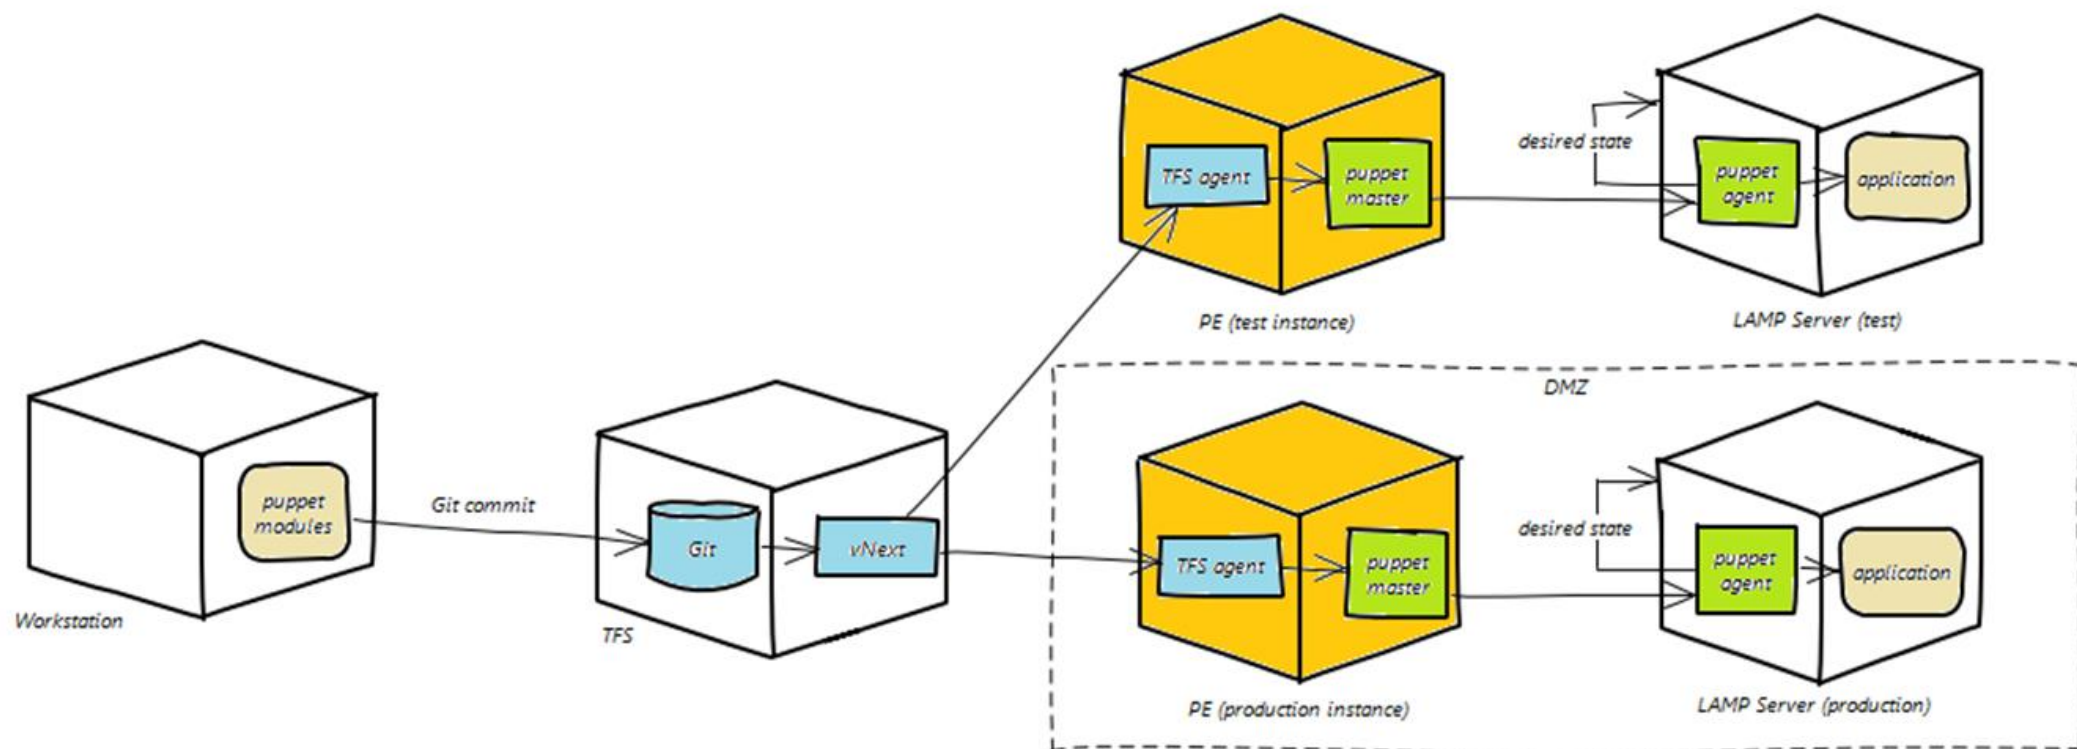 TFS agent
puppet
master
PE (test instance)
desired state
puppet
agent
application
LAMP Server (test)
puppet
modules
Workstation
Git commit
Git
vNext
TFS
DMZ
TFS agent
puppet
master
PE (production instance)
desired state
puppet
agent
application
LAMP Server (production)